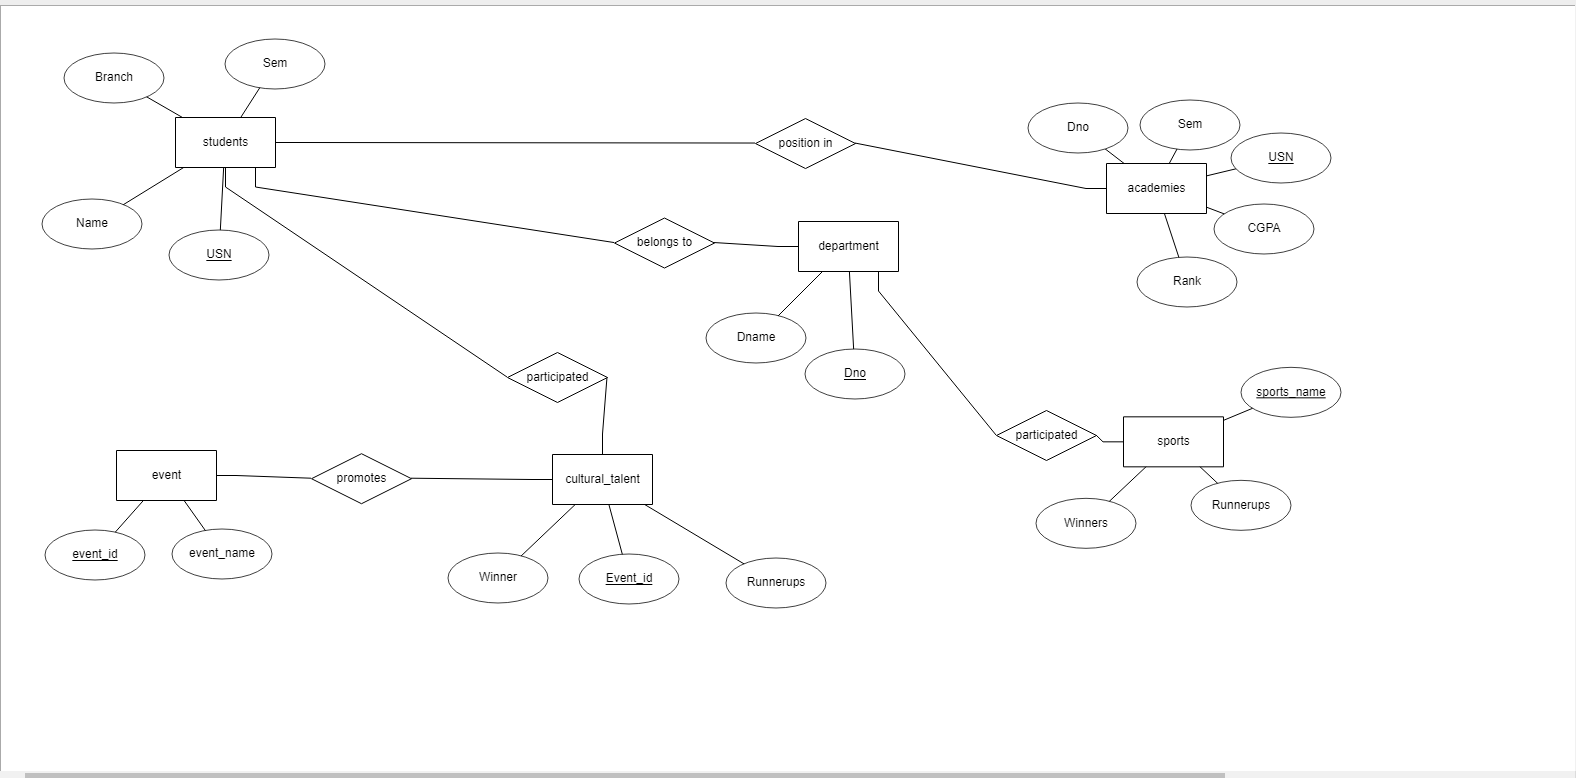 Branch
Sem
students
Name
USN
position in
Dno
Sem
USN
academies
CGPA
Rank
belongs to
department
Dname
Dno
participated
participated
sports_name
sports
Winners
Runnerups
event
promotes
cultural_talent
event_id
event_name
Winner
Event_id
Runnerups